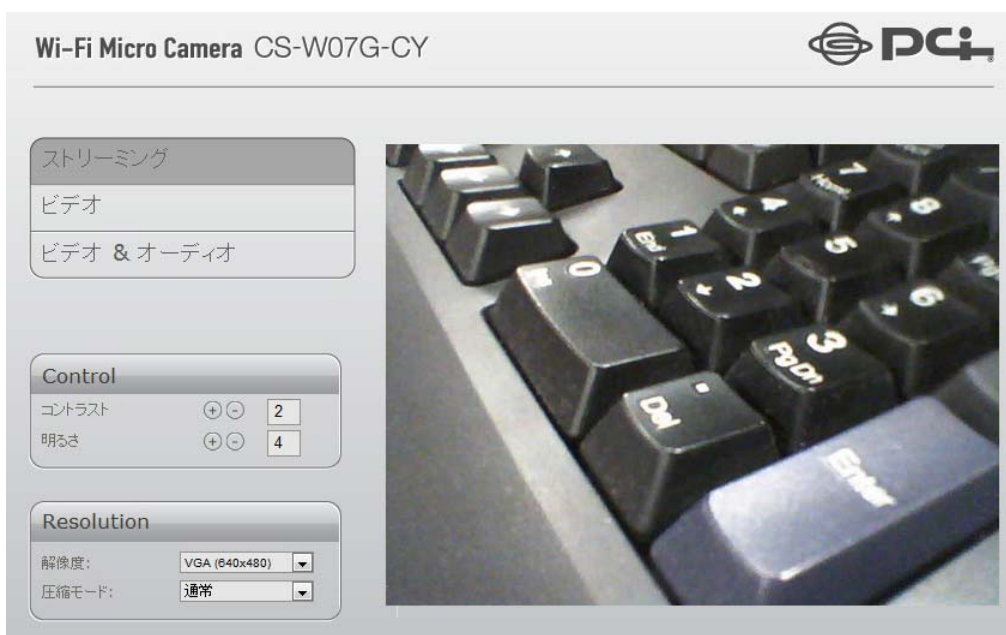 Wi-Fi Micro Camera CS-W07G-CY
PCi
ストリーミング
ビデオ
ビデオ & オーディオ
Control
コントラスト 2
明るさ 4
Resolution
解像度: VGA (640x480)
圧縮モード: 通常
7
Home
4
8
1
End
5
0
Ins
2
6
3
PgDn
.
Del
Enter